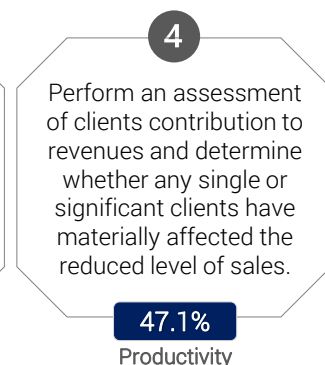 4
Perform an assessment
of clients contribution to
revenues and determine
whether any single or
significant clients have
materially affected the
reduced level of sales.
47.1%
Productivity